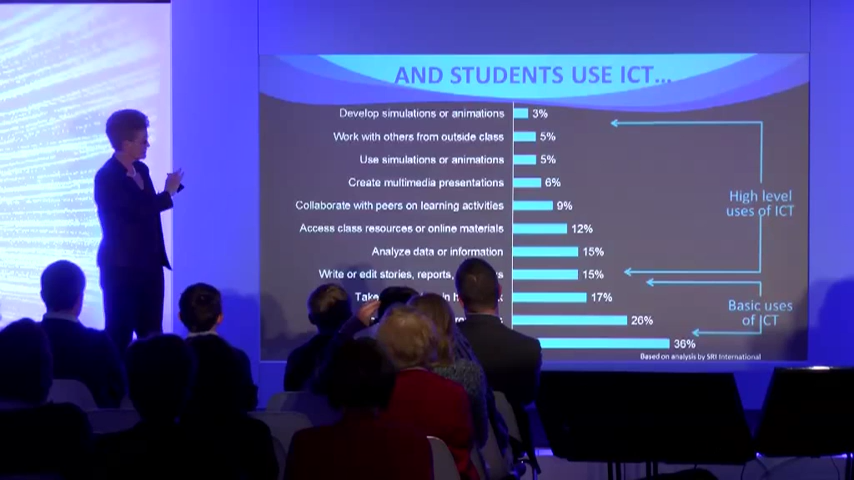 AND STUDENTS USE ICT...
Develop simulations or animations 3%
Work with others from outside class 5%
Use simulations or animations 5%
Create multimedia presentations 6%
Collaborate with peers on learning activities 9%
Access class resources or online materials 12%
Analyze data or information 15%
Write or edit stories, reports, 15%
17%
26%
36%
High level
uses of ICT
Basic uses
of ICT
Based on analysis by SRI International